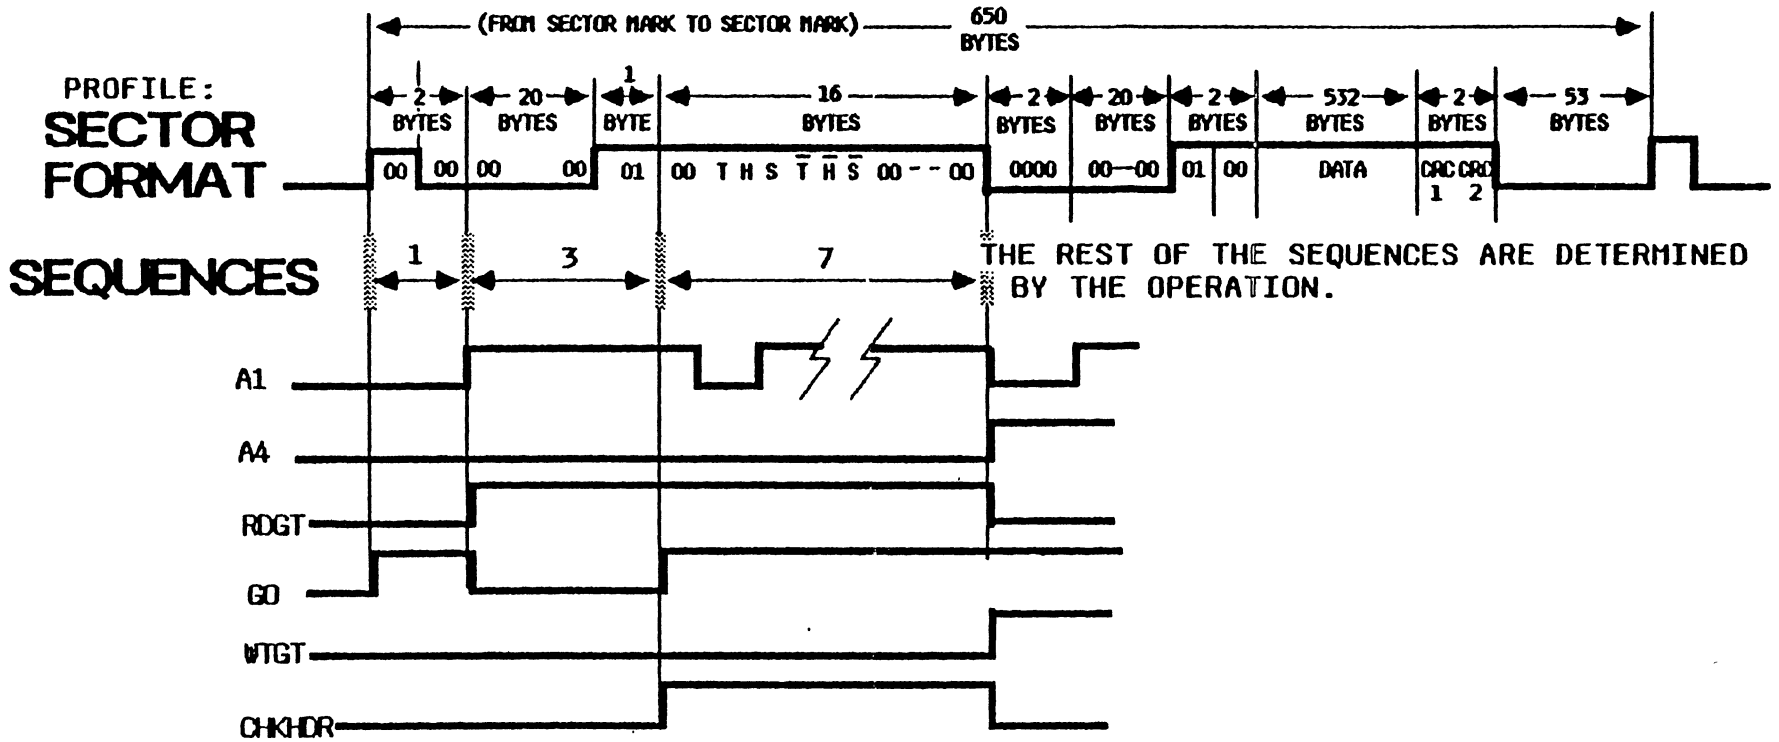 (FROM SECTOR MARK TO SECTOR MARK) 650 BYTES
PROFILE:
SECTOR FORMAT
2 BYTES
20 BYTES
1 BYTE
16 BYTES
2 BYTES
20 BYTES
2 BYTES
532 BYTES
2 BYTES
53 BYTES
00 00 00 00 01 00 T H S T̅ H̅ S̅ 00--00 0000 00—00 01 00 DATA CRC 1 CRC 2
SEQUENCES
1 3 7
THE REST OF THE SEQUENCES ARE DETERMINED
BY THE OPERATION.
A1
A4
RDGT
GO
WTGT
CHKHDR